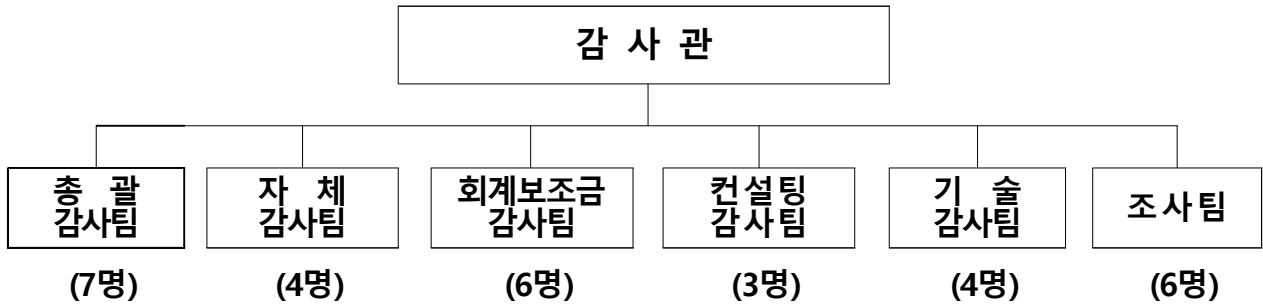 감 사 관
총 괄
감사팀
자 체
감사팀
회계보조금
감사팀
컨설팅
감사팀
기 술
감사팀
조사팀
(7명)
(4명)
(6명)
(3명)
(4명)
(6명)